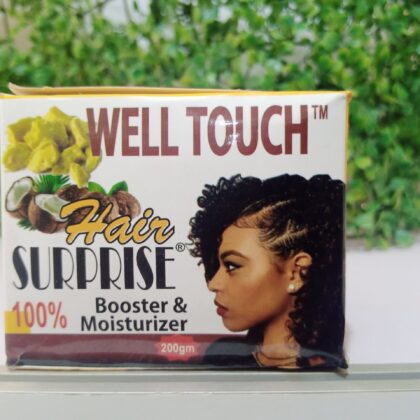 WELL TOUCH™
Hair
SURPRISE®
100% Booster &
Moisturizer
200gm